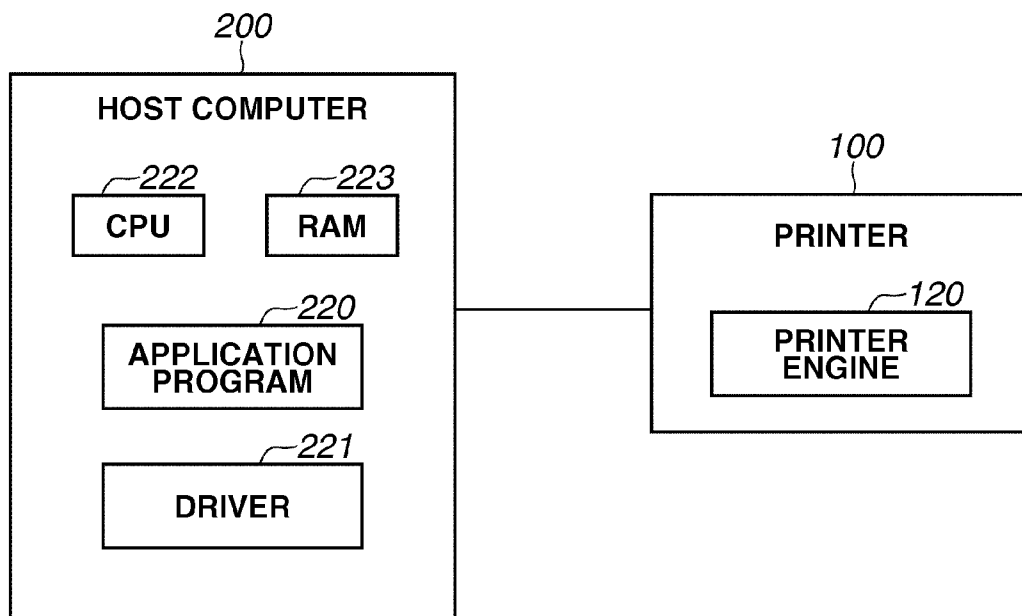 200
HOST COMPUTER
222
CPU
223
RAM
220
APPLICATION
PROGRAM
221
DRIVER
100
PRINTER
120
PRINTER
ENGINE